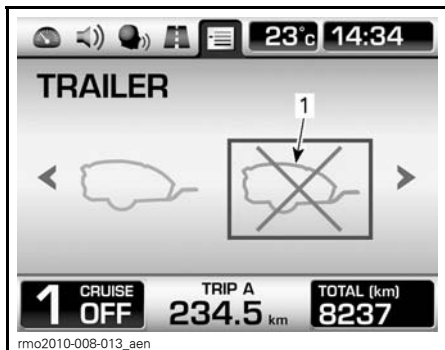 23°c 14:34
TRAILER
1
1 CRUISE OFF
TRIP A
234.5 km
TOTAL (km)
8237
rmo2010-008-013_aen